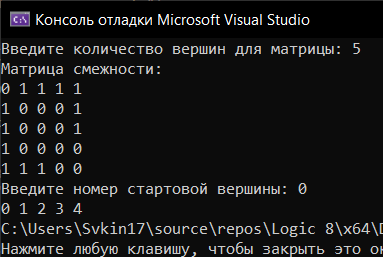 Консоль отладки Microsoft Visual Studio
Введите количество вершин для матрицы: 5
Матрица смежности:
0 1 1 1 1
1 0 0 0 1
1 0 0 0 1
1 0 0 0 0
1 1 1 0 0
Введите номер стартовой вершины: 0
0 1 2 3 4
C:\Users\Svkin17\source\repos\Logic 8\x64\D
Нажмите любую клавишу, чтобы закрыть это ок